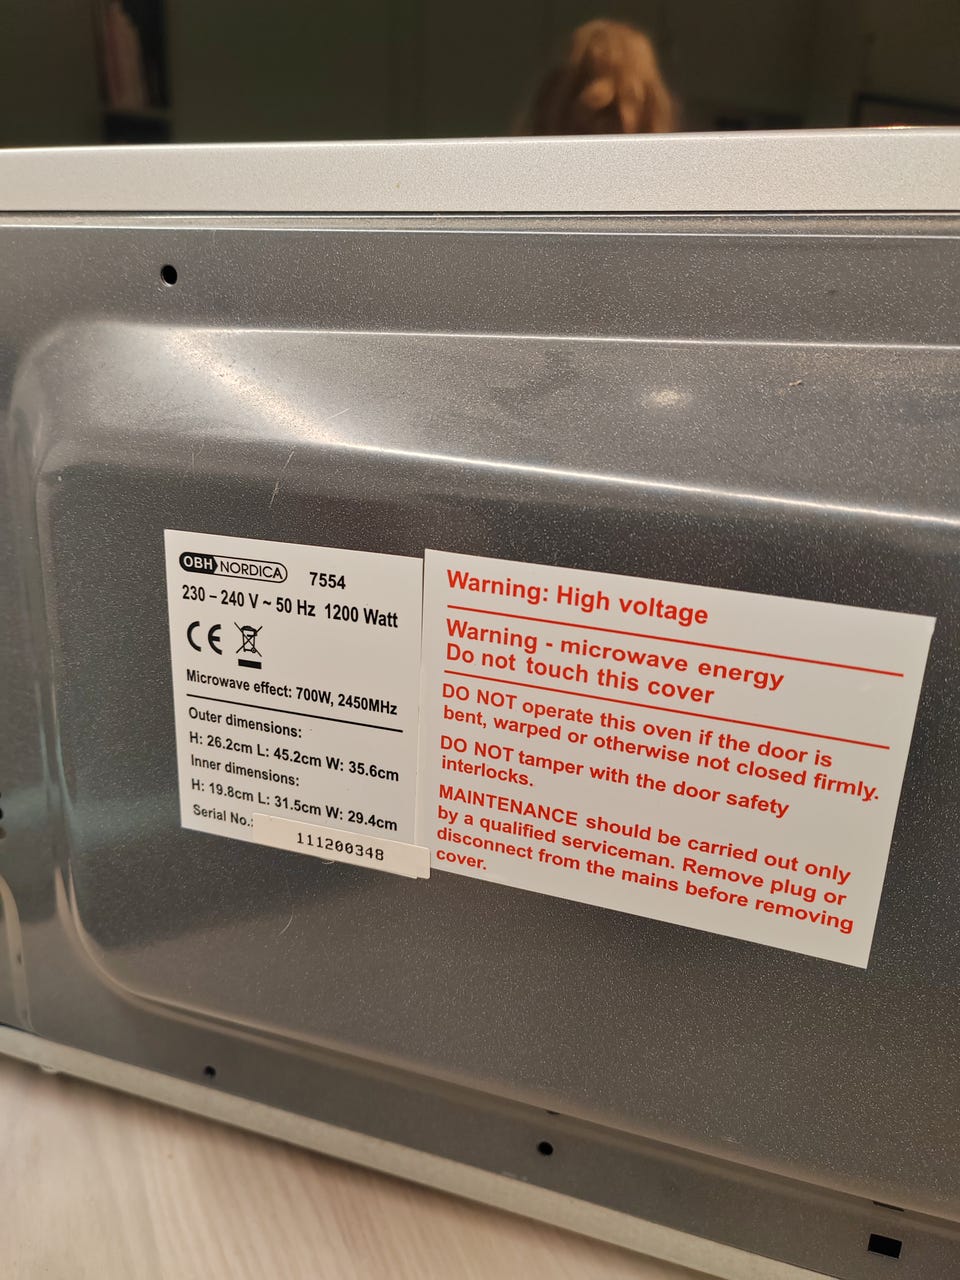 OBH NORDICA 7554
230 – 240 V ~ 50 Hz 1200 Watt
CE
Microwave effect: 700W, 2450MHz
Outer dimensions:
H: 26.2cm L: 45.2cm W: 35.6cm
Inner dimensions:
H: 19.8cm L: 31.5cm W: 29.4cm
Serial No.: 111200348
Warning: High voltage
Warning - microwave energy
Do not touch this cover
DO NOT operate this oven if the door is
bent, warped or otherwise not closed firmly.
DO NOT tamper with the door safety
interlocks.
MAINTENANCE should be carried out only
by a qualified serviceman. Remove plug or
disconnect from the mains before removing
cover.